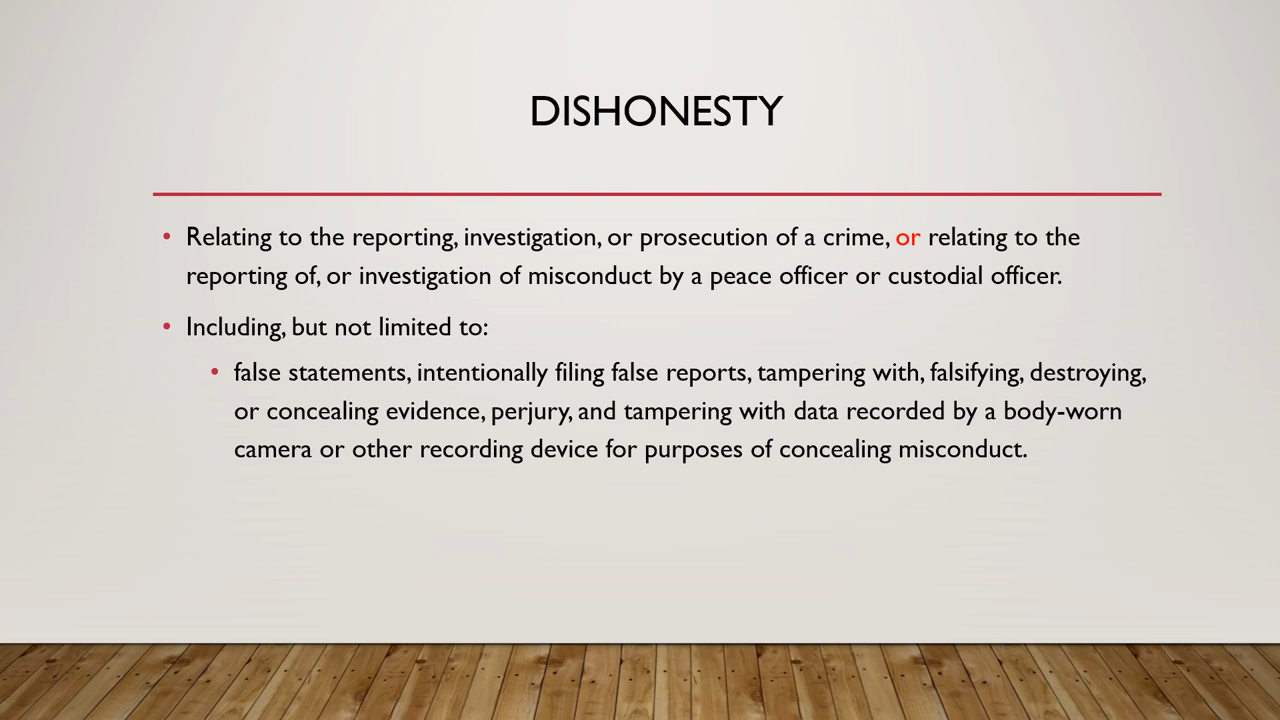 DISHONESTY
• Relating to the reporting, investigation, or prosecution of a crime, or relating to the
reporting of, or investigation of misconduct by a peace officer or custodial officer.
• Including, but not limited to:
• false statements, intentionally filing false reports, tampering with, falsifying, destroying,
or concealing evidence, perjury, and tampering with data recorded by a body-worn
camera or other recording device for purposes of concealing misconduct.